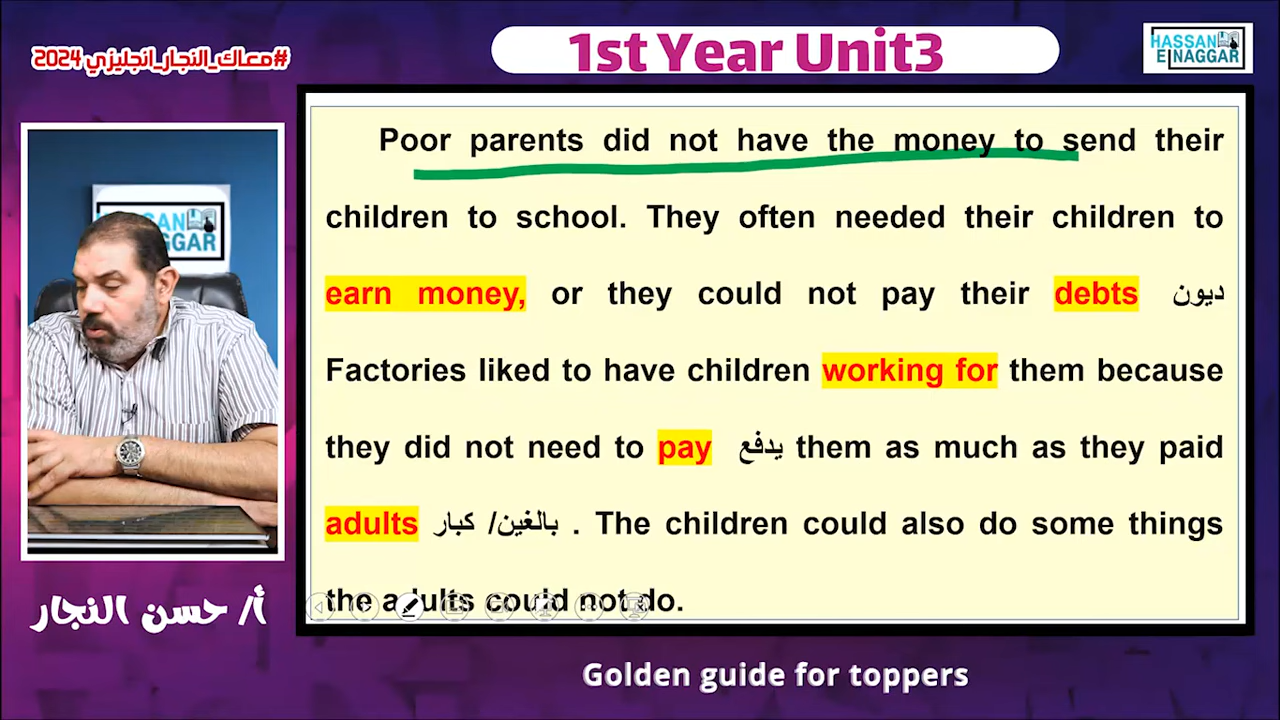 #معاك_النجار_انجليزي 2024
1st Year Unit3
HASSAN
ELNAGGAR
Poor parents did not have the money to send their
children to school. They often needed their children to
earn money, or they could not pay their debts ديون
Factories liked to have children working for them because
they did not need to pay يدفع them as much as they paid
adults بالغين/ كبار . The children could also do some things
the adults could not do.
أ/ حسن النجار
Golden guide for toppers